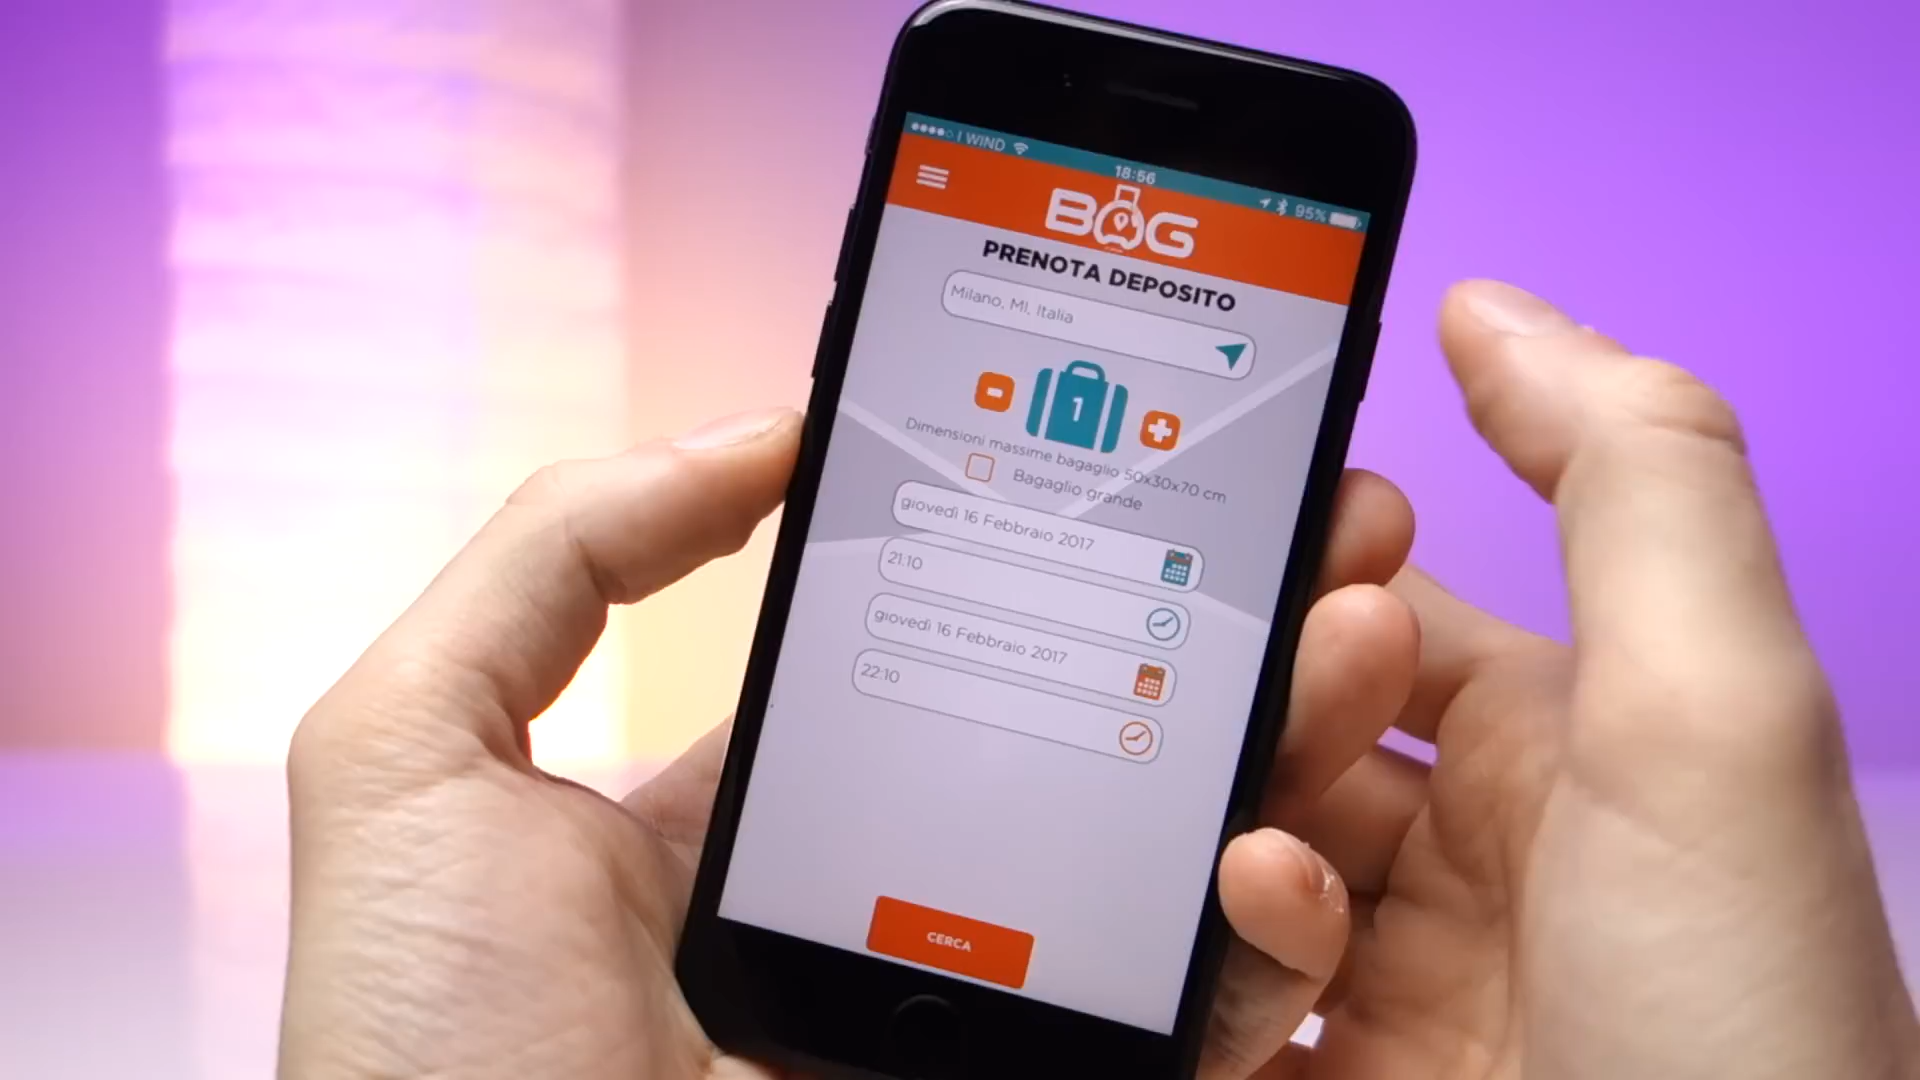 I WIND
18:56
95%
BAG
PRENOTA DEPOSITO
Milano, MI, Italia
1
Dimensioni massime bagaglio 50x30x70 cm
Bagaglio grande
giovedì 16 Febbraio 2017
21:10
giovedì 16 Febbraio 2017
22:10
CERCA